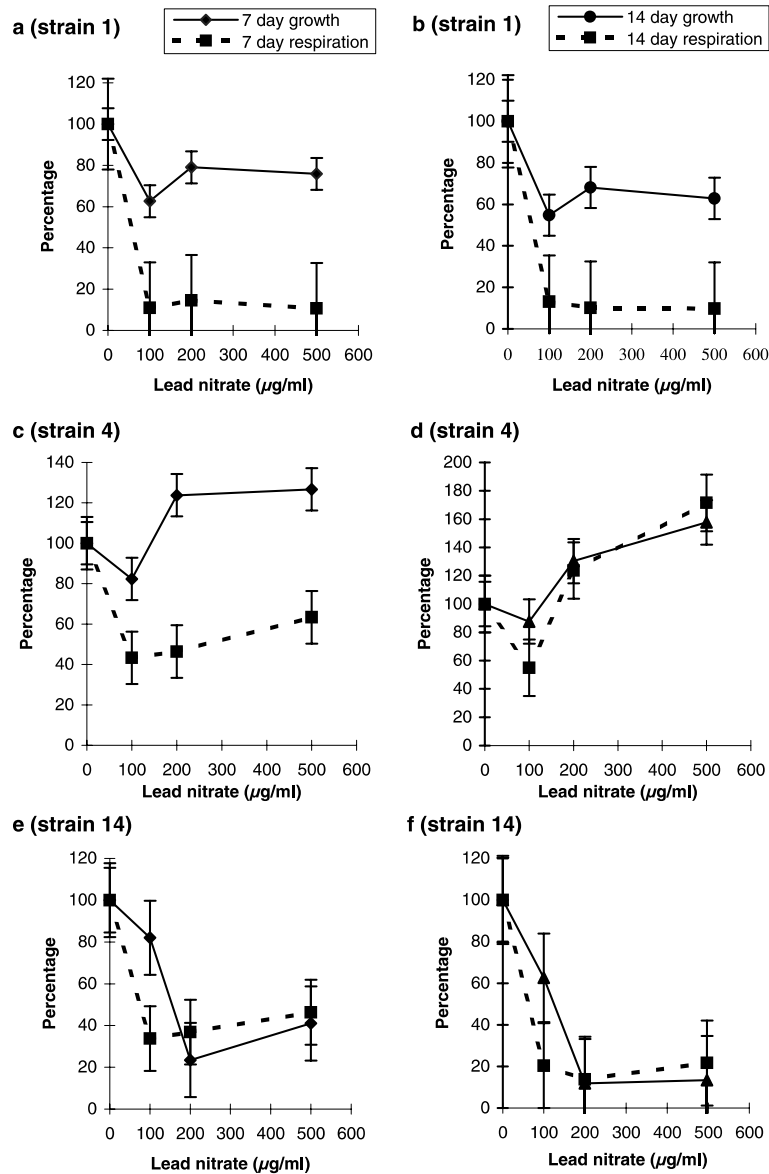 a (strain 1)
7 day growth
7 day respiration
120
100
80
60
40
20
0
Percentage
0 100 200 300 400 500 600
Lead nitrate (µg/ml)
b (strain 1)
14 day growth
14 day respiration
120
100
80
60
40
20
0
Percentage
0 100 200 300 400 500 600
Lead nitrate (µg/ml)
c (strain 4)
140
120
100
80
60
40
20
0
Percentage
0 100 200 300 400 500 600
Lead nitrate (µg/ml)
d (strain 4)
200
180
160
140
120
100
80
60
40
20
0
Percentage
0 100 200 300 400 500 600
Lead nitrate (µg/ml)
e (strain 14)
120
100
80
60
40
20
0
Percentage
0 100 200 300 400 500 600
Lead nitrate (µg/ml)
f (strain 14)
120
100
80
60
40
20
0
Percentage
0 100 200 300 400 500 600
Lead nitrate (µg/ml)